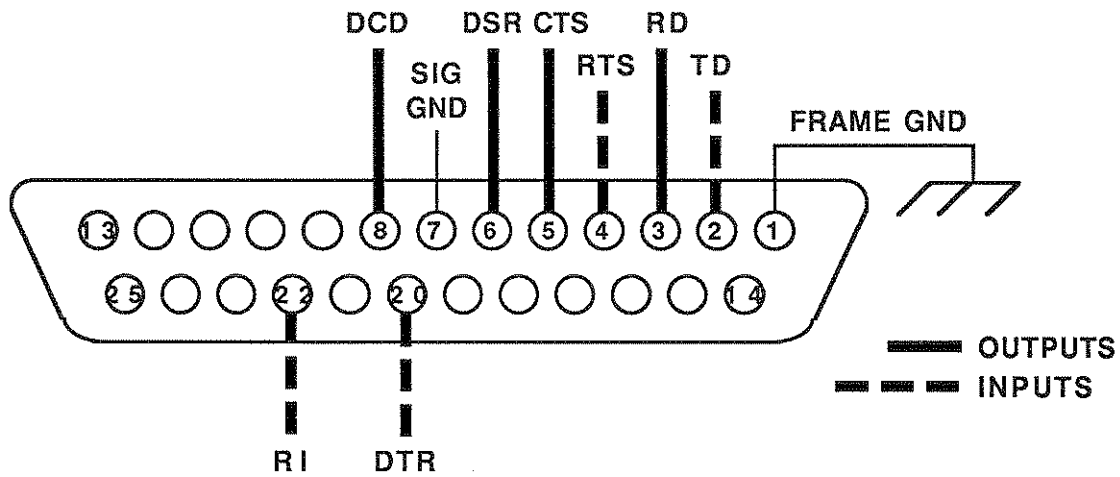 DCD DSR CTS RD
SIG GND RTS TD
FRAME GND
13 8 7 6 5 4 3 2 1
25 22 20 14
OUTPUTS
INPUTS
RI DTR